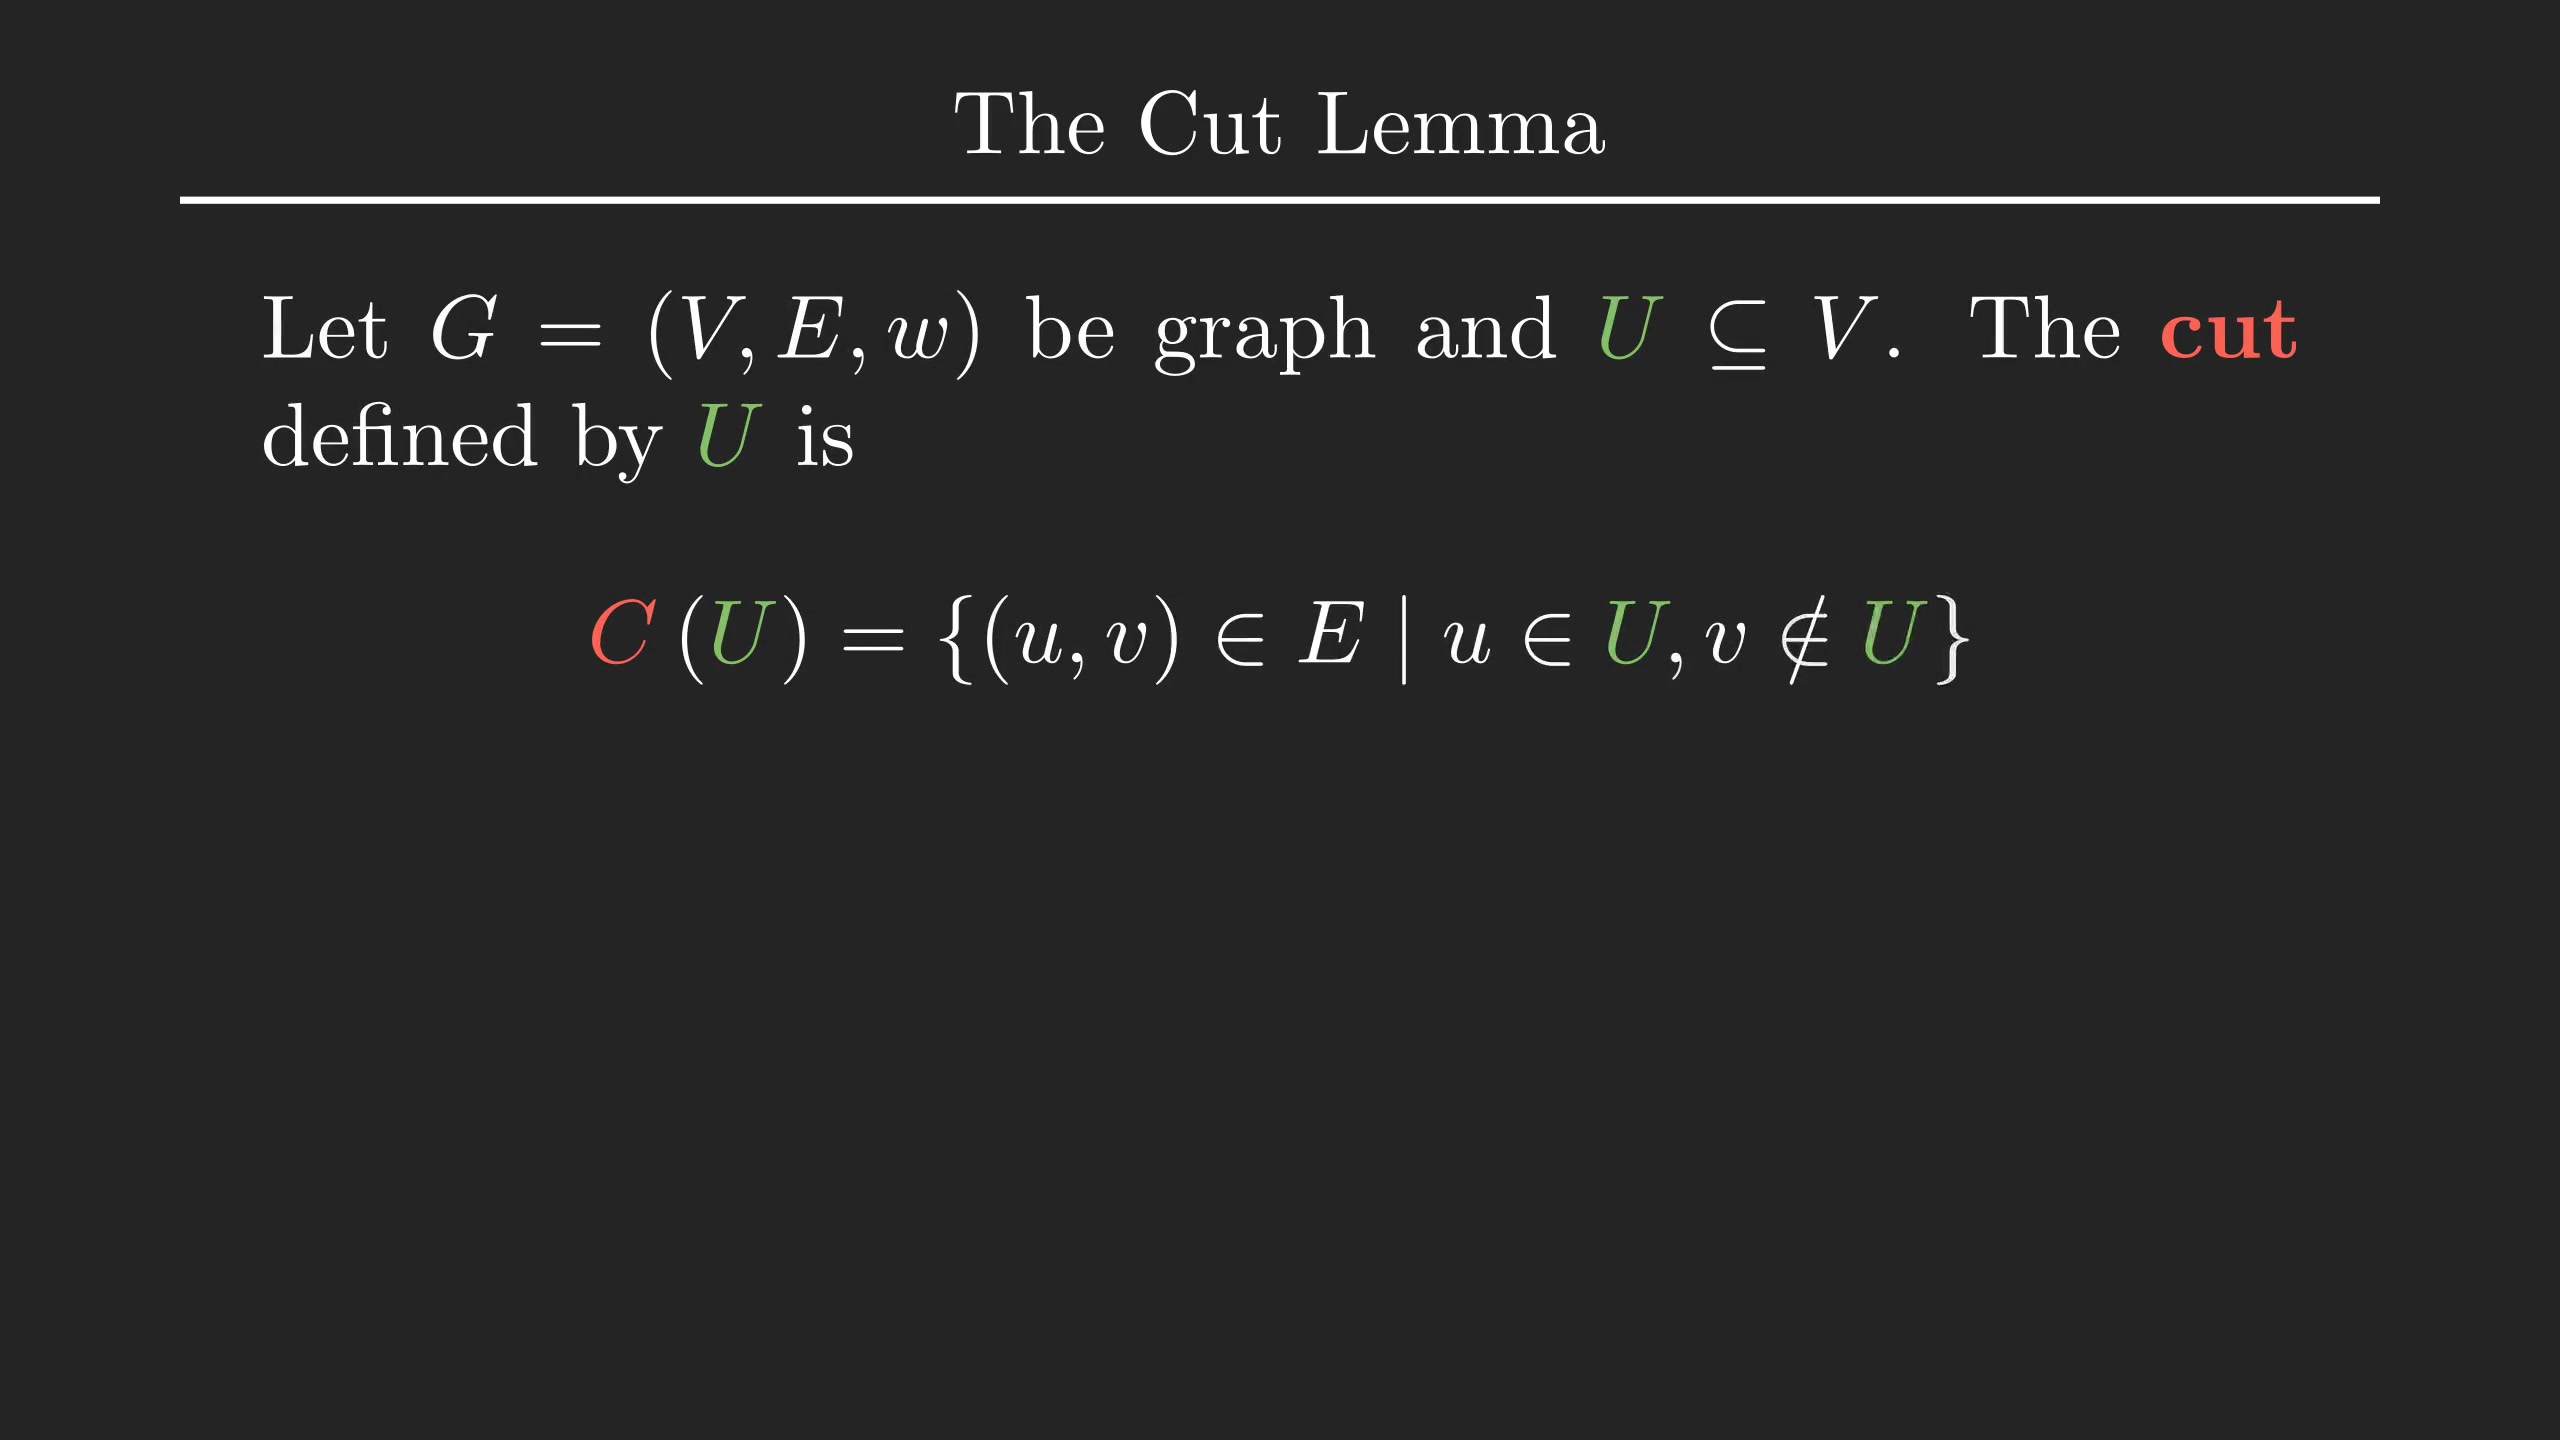 The Cut Lemma
Let G = (V, E, w) be graph and U ⊆ V. The cut
defined by U is
C (U) = {(u, v) ∈ E | u ∈ U, v ∉ U}